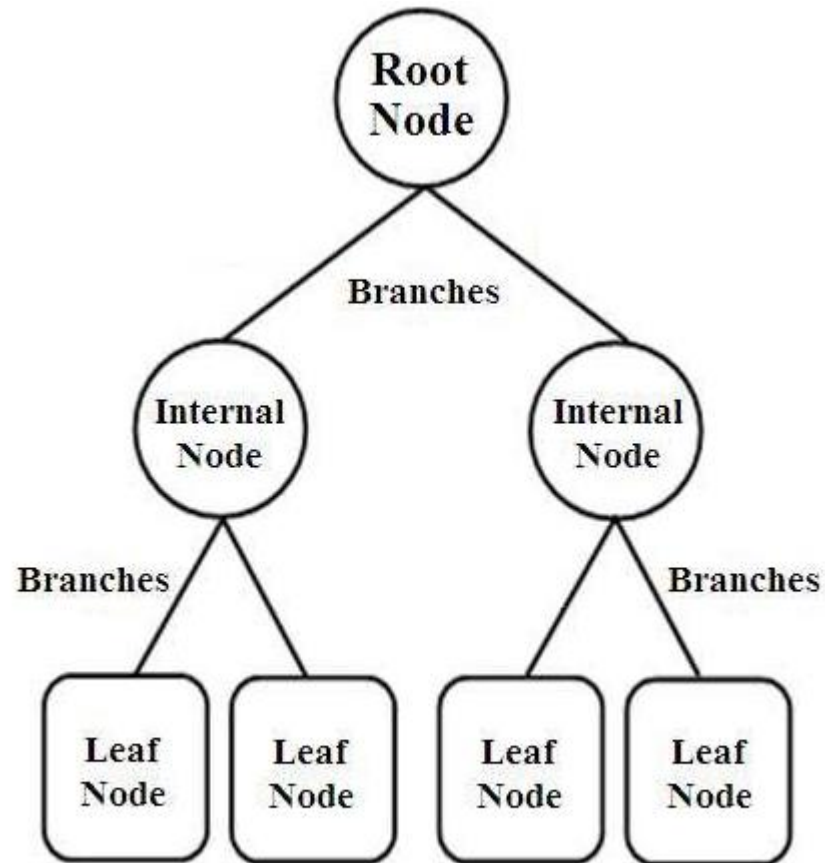 Root
Node
Branches
Internal
Node
Internal
Node
Branches
Branches
Leaf
Node
Leaf
Node
Leaf
Node
Leaf
Node